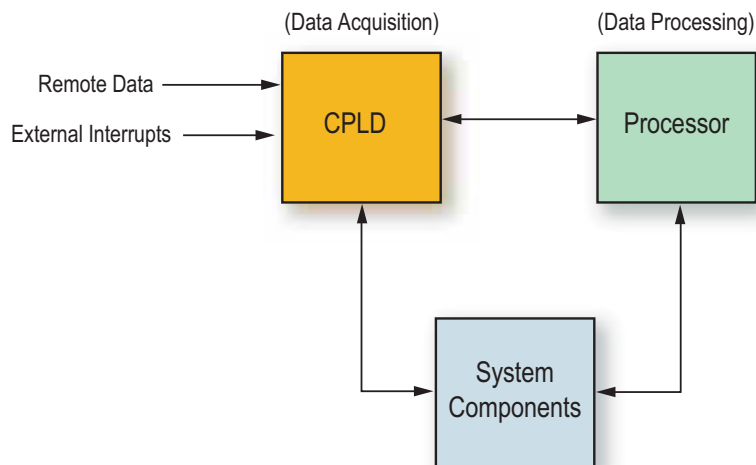 (Data Acquisition)
(Data Processing)
Remote Data
External Interrupts
CPLD
Processor
System
Components